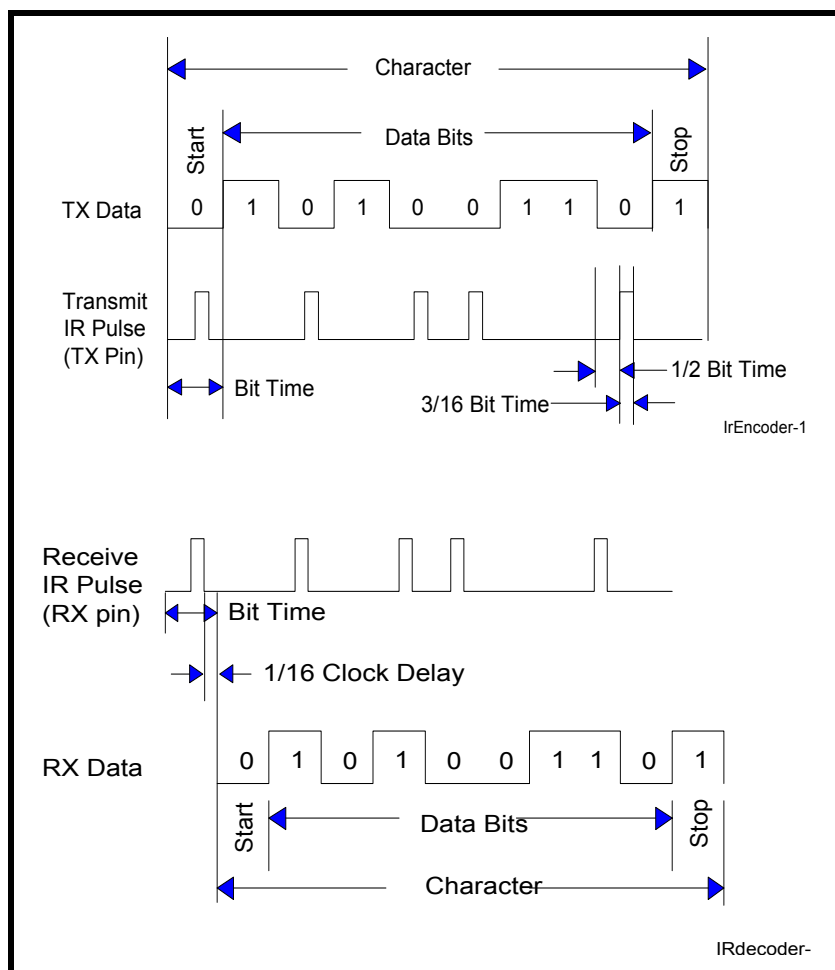 Character
Start
Data Bits
Stop
TX Data
0 1 0 1 0 0 1 1 0 1
Transmit
IR Pulse
(TX Pin)
Bit Time
1/2 Bit Time
3/16 Bit Time
IrEncoder-1
Receive
IR Pulse
(RX pin)
Bit Time
1/16 Clock Delay
RX Data
0 1 0 1 0 0 1 1 0 1
Start
Data Bits
Stop
Character
IRdecoder-